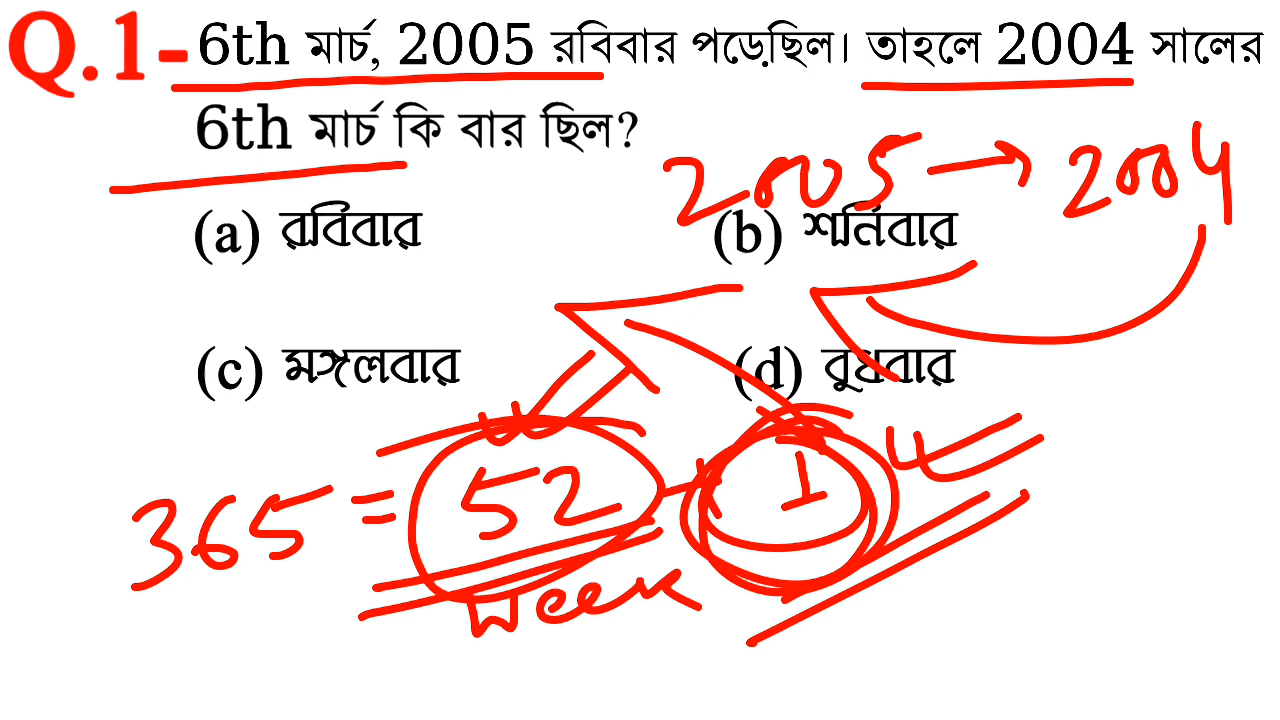 Q.1- 6th মার্চ, 2005 রবিবার পড়েছিল। তাহলে 2004 সালের
6th মার্চ কি বার ছিল?
2005 → 2004
(a) রবিবার (b) শনিবার
(c) মঙ্গলবার (d) বুধবার
365 = 52 + 1
week